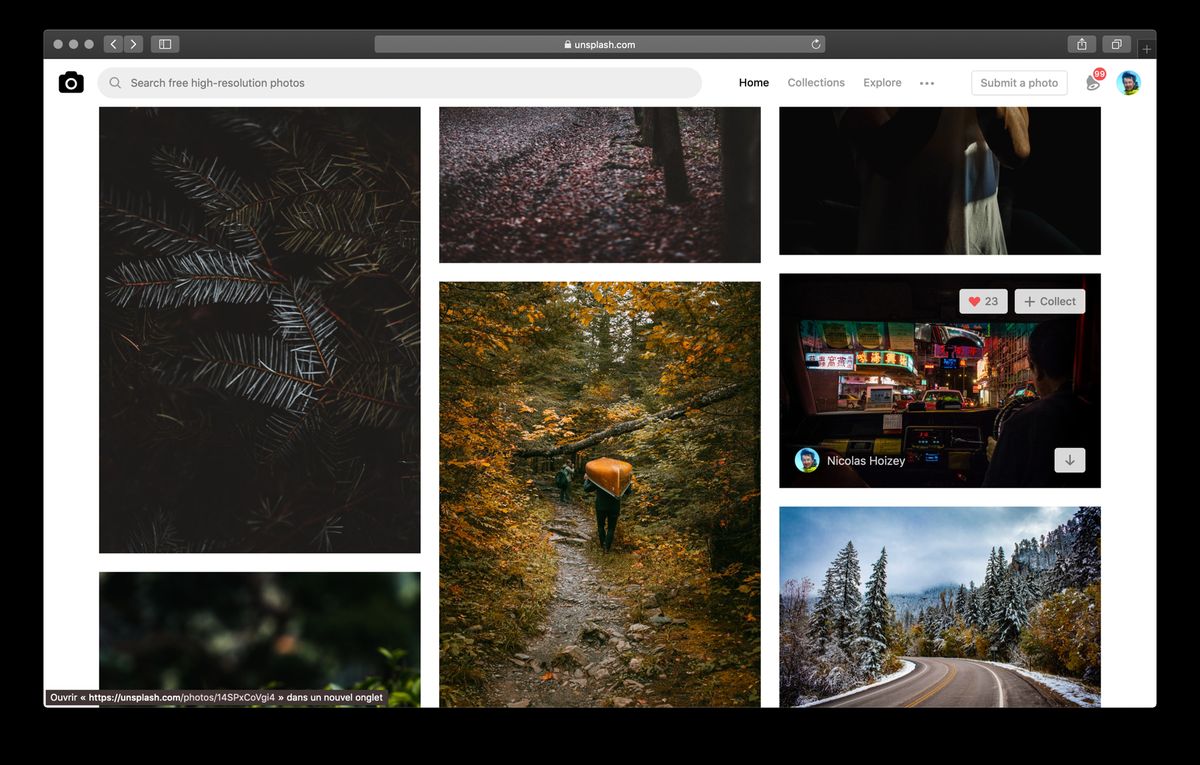 unsplash.com
Search free high-resolution photos
Home
Collections
Explore
Submit a photo
99
23
Collect
Nicolas Hoizey
Ouvrir « https://unsplash.com/photos/14SPxCoVgi4 » dans un nouvel onglet